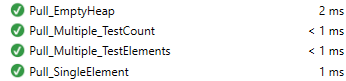 Pull_EmptyHeap 2 ms
Pull_Multiple_TestCount < 1 ms
Pull_Multiple_TestElements < 1 ms
Pull_SingleElement 1 ms